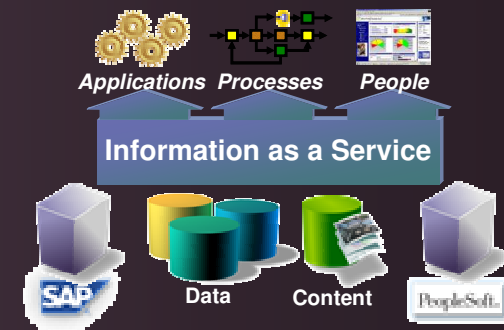 Applications Processes People
Information as a Service
SAP
Data
Content
PeopleSoft.